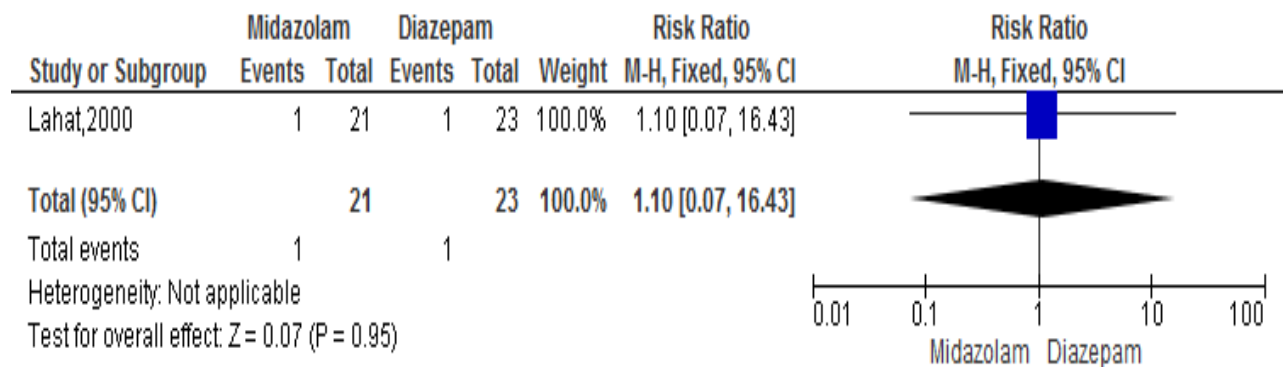 Midazolam Diazepam Risk Ratio Risk Ratio
Study or Subgroup Events Total Events Total Weight M-H, Fixed, 95% CI M-H, Fixed, 95% CI
Lahat,2000 1 21 1 23 100.0% 1.10 [0.07, 16.43]
Total (95% CI) 21 23 100.0% 1.10 [0.07, 16.43]
Total events 1 1
Heterogeneity: Not applicable
Test for overall effect: Z = 0.07 (P = 0.95)
0.01 0.1 1 10 100
Midazolam Diazepam